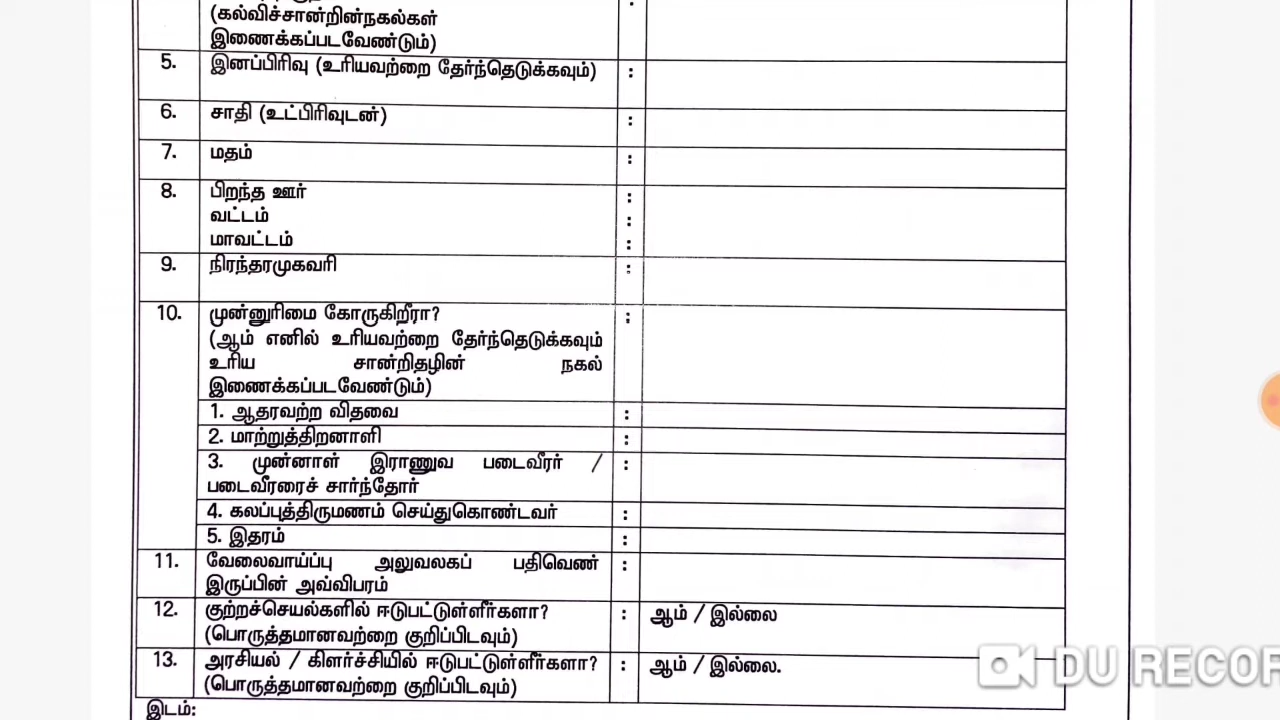 (கல்விச்சான்றின்நகல்கள்
இணைக்கப்படவேண்டும்)
:
5. இனப்பிரிவு (உரியவற்றை தேர்ந்தெடுக்கவும்) :
6. சாதி (உட்பிரிவுடன்) :
7. மதம் :
8. பிறந்த ஊர் :
வட்டம் :
மாவட்டம் :
9. நிரந்தரமுகவரி :
10. முன்னுரிமை கோருகிறீரா? :
(ஆம் எனில் உரியவற்றை தேர்ந்தெடுக்கவும்
உரிய சான்றிதழின் நகல்
இணைக்கப்படவேண்டும்)
1. ஆதரவற்ற விதவை :
2. மாற்றுத்திறனாளி :
3. முன்னாள் இராணுவ படைவீரர் / :
படைவீரரைச் சார்ந்தோர்
4. கலப்புத்திருமணம் செய்துகொண்டவர் :
5. இதரம் :
11. வேலைவாய்ப்பு அலுவலகப் பதிவெண் :
இருப்பின் அவ்விபரம்
12. குற்றச்செயல்களில் ஈடுபட்டுள்ளீர்களா? : ஆம் / இல்லை
(பொருத்தமானவற்றை குறிப்பிடவும்)
13. அரசியல் / கிளர்ச்சியில் ஈடுபட்டுள்ளீர்களா? : ஆம் / இல்லை.
(பொருத்தமானவற்றை குறிப்பிடவும்)
இடம்:
DU RECOR